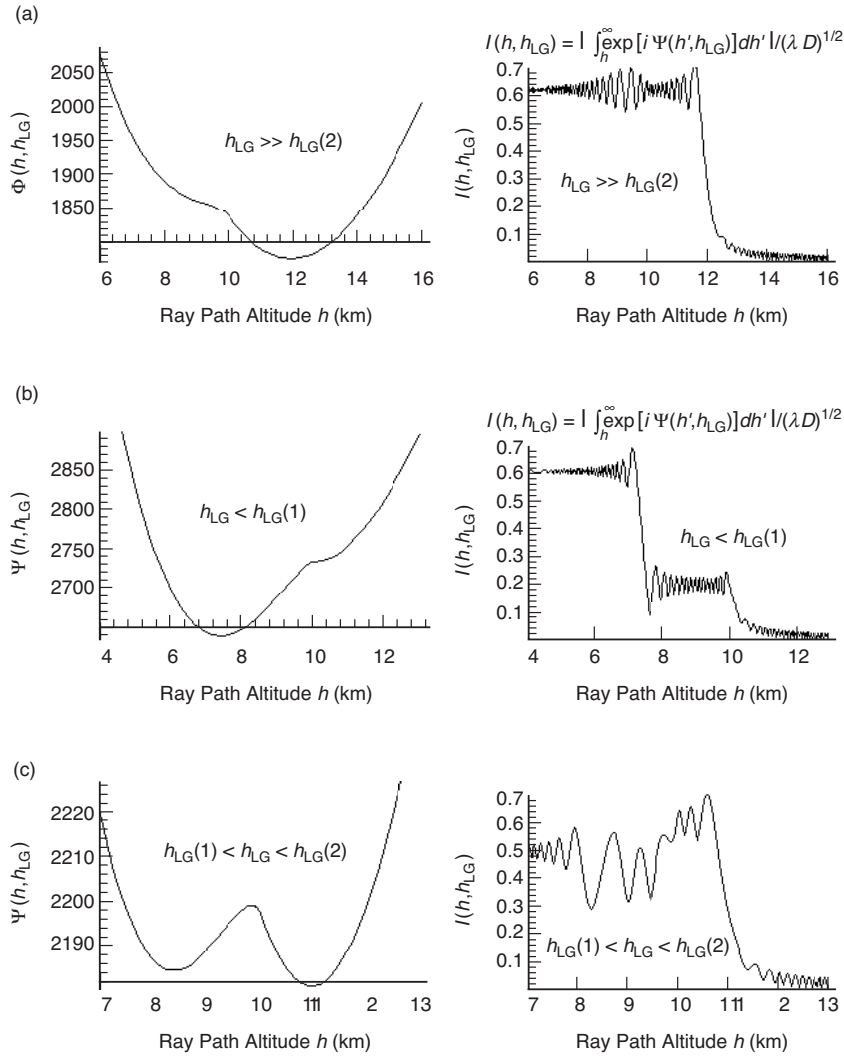 (a)
I(h, hLG) = | ∫h∞ exp [i Ψ(h′,hLG)] dh′ |/(λ D)1/2
2050
2000
1950
1900
1850
Φ (h,hLG)
hLG >> hLG(2)
6 8 10 12 14 16
Ray Path Altitude h (km)
0.7
0.6
0.5
0.4
0.3
0.2
0.1
I(h,hLG)
hLG >> hLG(2)
6 8 10 12 14 16
Ray Path Altitude h (km)
(b)
I(h, hLG) = | ∫h∞ exp [i Ψ(h′,hLG)] dh′ |/(λ D)1/2
2850
2800
2750
2700
Ψ (h,hLG)
hLG < hLG(1)
4 6 8 10 12
Ray Path Altitude h (km)
0.7
0.6
0.5
0.4
0.3
0.2
0.1
I(h,hLG)
hLG < hLG(1)
4 6 8 10 12
Ray Path Altitude h (km)
(c)
2220
2210
2200
2190
Ψ (h,hLG)
hLG(1) < hLG < hLG(2)
7 8 9 10 11 1 2 13
Ray Path Altitude h (km)
0.7
0.6
0.5
0.4
0.3
0.2
0.1
I(h,hLG)
hLG(1) < hLG < hLG(2)
7 8 9 10 11 1 2 13
Ray Path Altitude h (km)